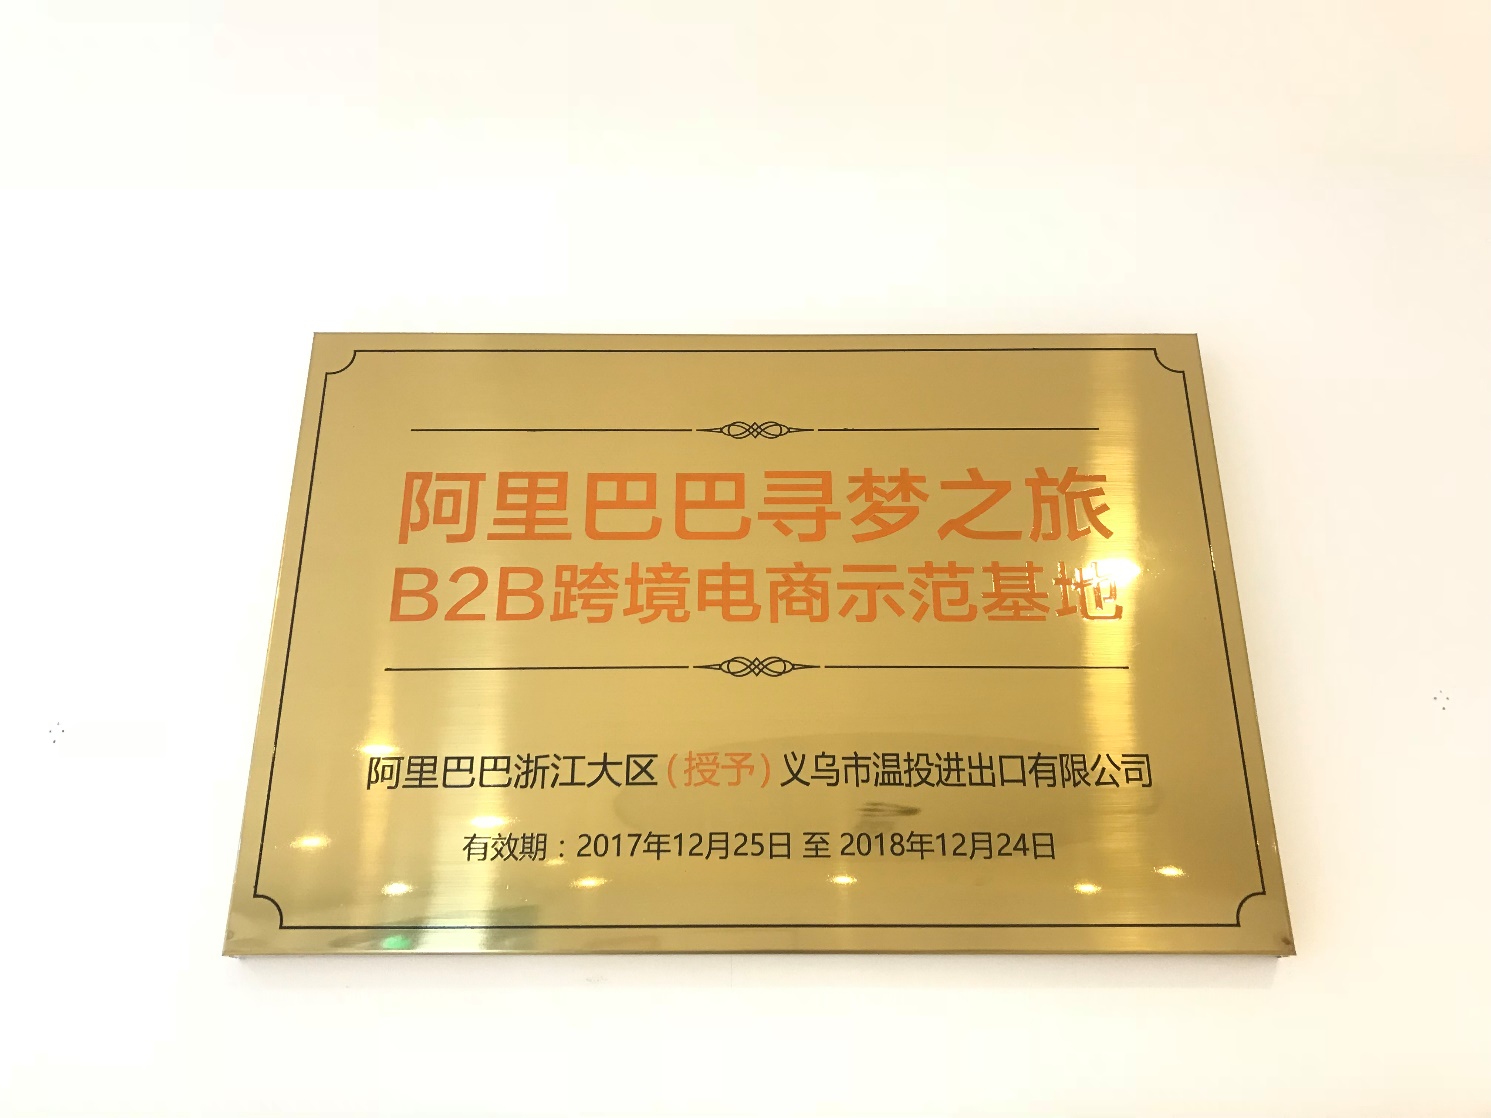 阿里巴巴寻梦之旅
B2B跨境电商示范基地
阿里巴巴浙江大区(授予)义乌市温投进出口有限公司
有效期：2017年12月25日 至 2018年12月24日